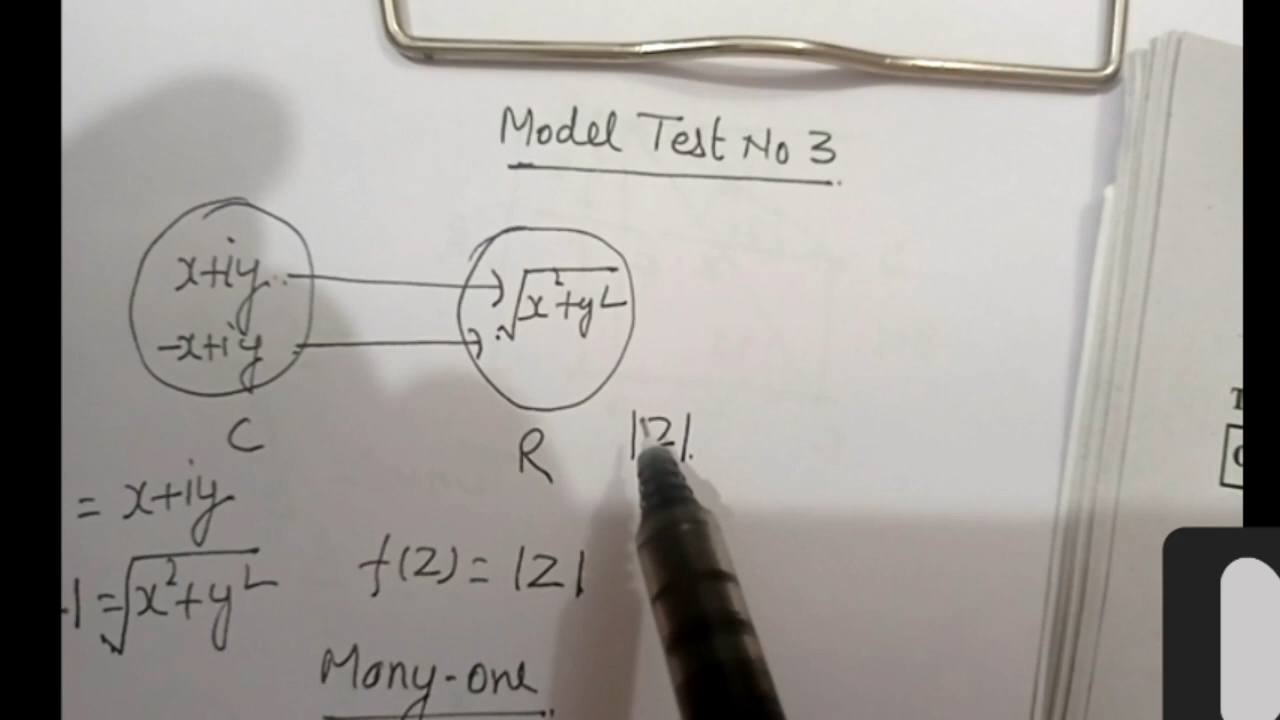 Model Test No 3
x+iy
-x+iy
√x²+y²
C
R
|z|
= x+iy
| = √x²+y²
f(z) = |z|
Many-one